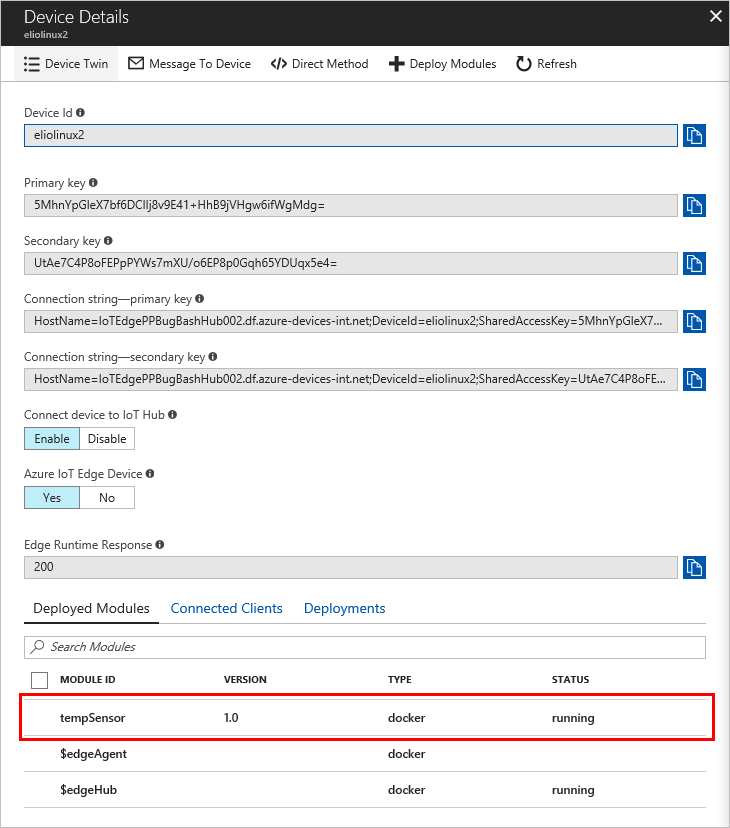 Device Details
eliolinux2
Device Twin Message To Device Direct Method Deploy Modules Refresh
Device Id
eliolinux2
Primary key
5MhnYpGleX7bf6DCIlj8v9E41+HhB9jVHgw6ifWgMdg=
Secondary key
UtAe7C4P8oFEPpPYWs7mXU/o6EP8p0Gqh65YDUqx5e4=
Connection string—primary key
HostName=IoTEdgePPBugBashHub002.df.azure-devices-int.net;DeviceId=eliolinux2;SharedAccessKey=5MhnYpGleX7...
Connection string—secondary key
HostName=IoTEdgePPBugBashHub002.df.azure-devices-int.net;DeviceId=eliolinux2;SharedAccessKey=UtAe7C4P8oFE...
Connect device to IoT Hub
Enable Disable
Azure IoT Edge Device
Yes No
Edge Runtime Response
200
Deployed Modules Connected Clients Deployments
Search Modules
MODULE ID VERSION TYPE STATUS
tempSensor 1.0 docker running
$edgeAgent docker
$edgeHub docker running